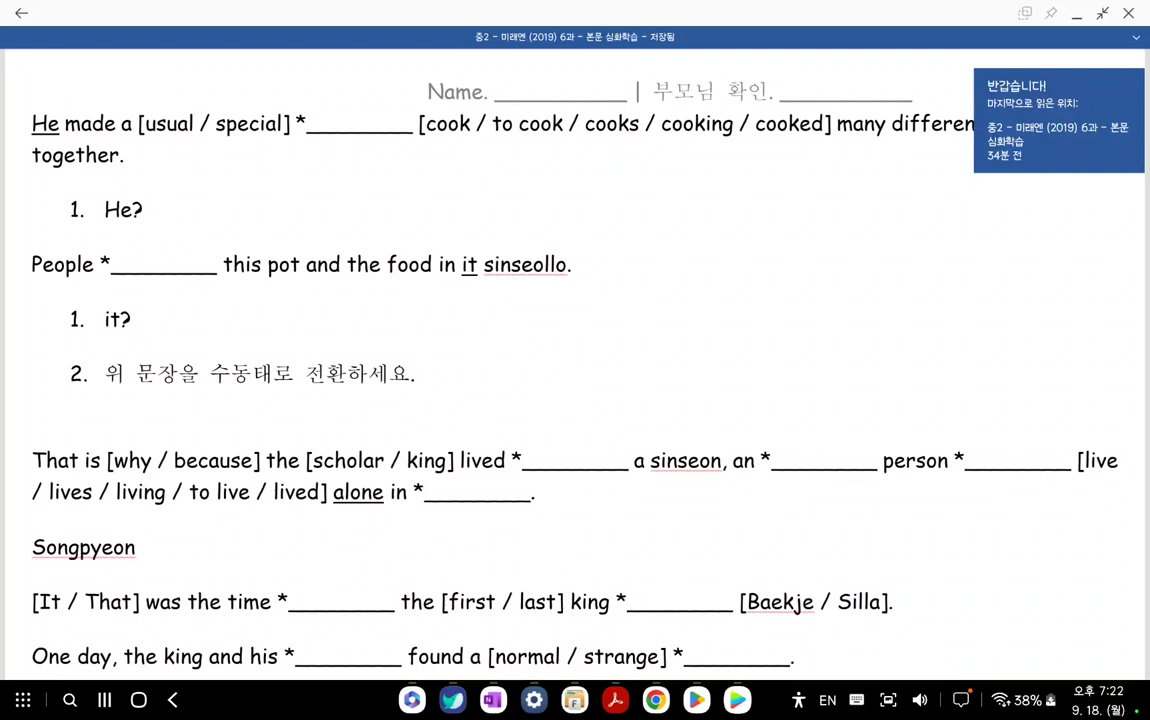 중2 - 미래엔 (2019) 6과 - 본문 심화학습 - 저장됨
Name. ____________ | 부모님 확인. ____________
반갑습니다!
마지막으로 읽은 위치:
중2 - 미래엔 (2019) 6과 - 본문
심화학습
34분 전
He made a [usual / special] *_________ [cook / to cook / cooks / cooking / cooked] many differen
together.
1. He?
People *_________ this pot and the food in it sinseollo.
1. it?
2. 위 문장을 수동태로 전환하세요.
That is [why / because] the [scholar / king] lived *_________ a sinseon, an *_________ person *_________ [live
/ lives / living / to live / lived] alone in *_________.
Songpyeon
[It / That] was the time *_________ the [first / last] king *_________ [Baekje / Silla].
One day, the king and his *_________ found a [normal / strange] *_________.
EN
38%
오후 7:22
9. 18. (월)